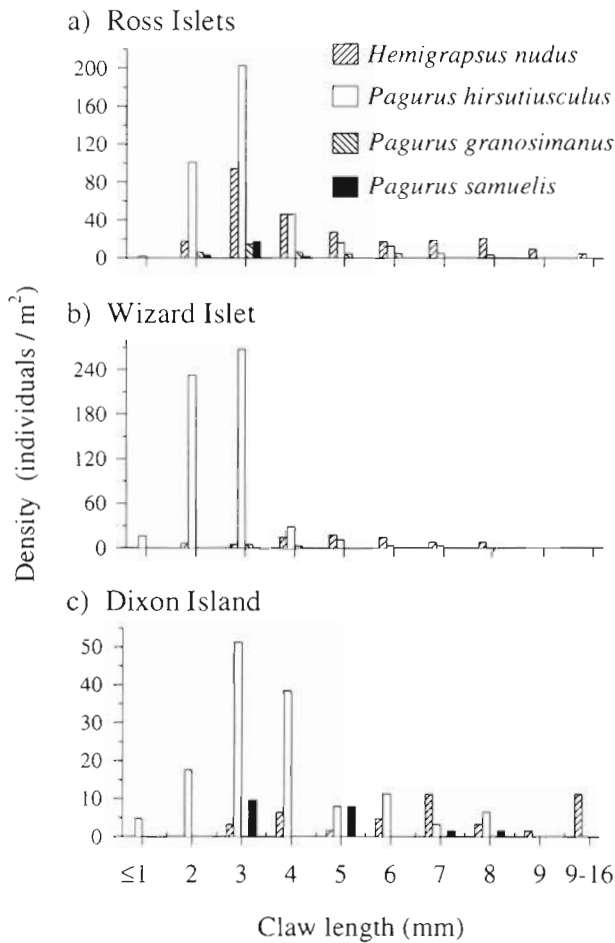 a) Ross Islets
Hemigrapsus nudus
Pagurus hirsutiusculus
Pagurus granosimanus
Pagurus samuelis
200
160
120
80
40
0
b) Wizard Islet
240
180
120
60
0
c) Dixon Island
50
40
30
20
10
0
≤1 2 3 4 5 6 7 8 9 9-16
Claw length (mm)
Density (individuals / m²)